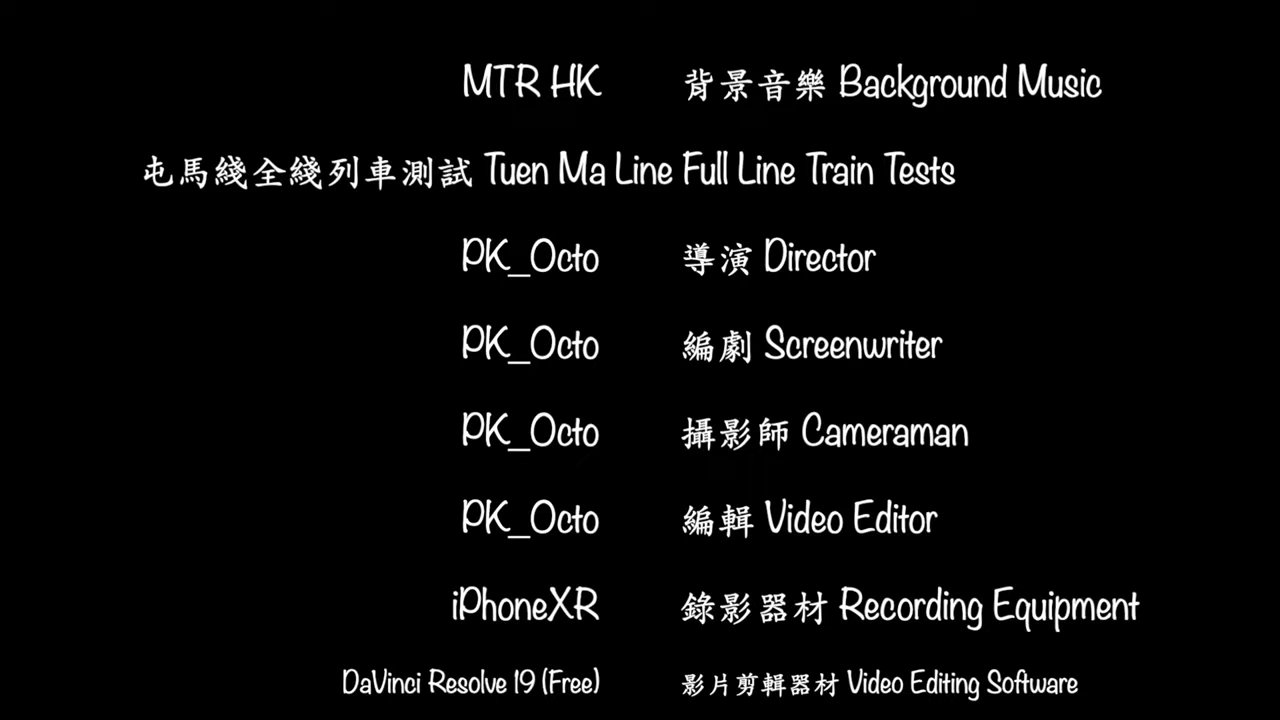 MTR HK 背景音樂 Background Music
屯馬綫全綫列車測試 Tuen Ma Line Full Line Train Tests
PK_Octo 導演 Director
PK_Octo 編劇 Screenwriter
PK_Octo 攝影師 Cameraman
PK_Octo 編輯 Video Editor
iPhoneXR 錄影器材 Recording Equipment
DaVinci Resolve 19 (Free) 影片剪輯器材 Video Editing Software